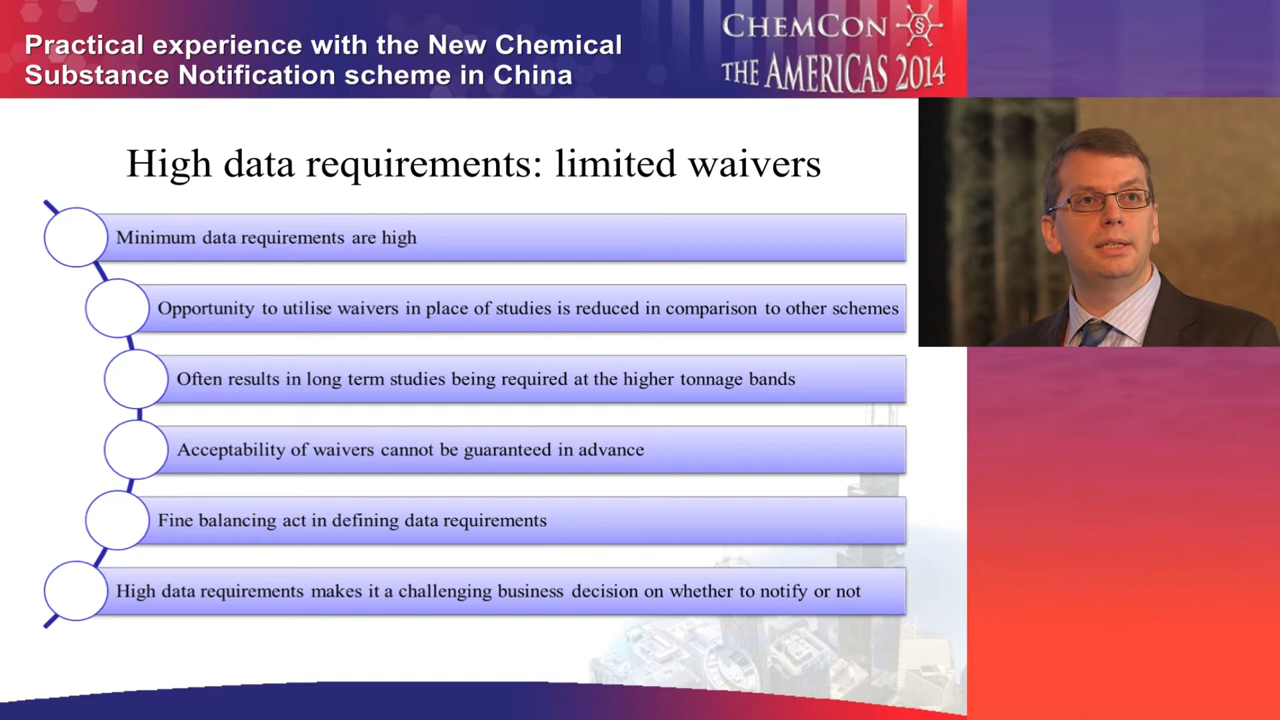 Practical experience with the New Chemical
Substance Notification scheme in China
CHEMCON §
THE AMERICAS 2014
High data requirements: limited waivers
Minimum data requirements are high
Opportunity to utilise waivers in place of studies is reduced in comparison to other schemes
Often results in long term studies being required at the higher tonnage bands
Acceptability of waivers cannot be guaranteed in advance
Fine balancing act in defining data requirements
High data requirements makes it a challenging business decision on whether to notify or not